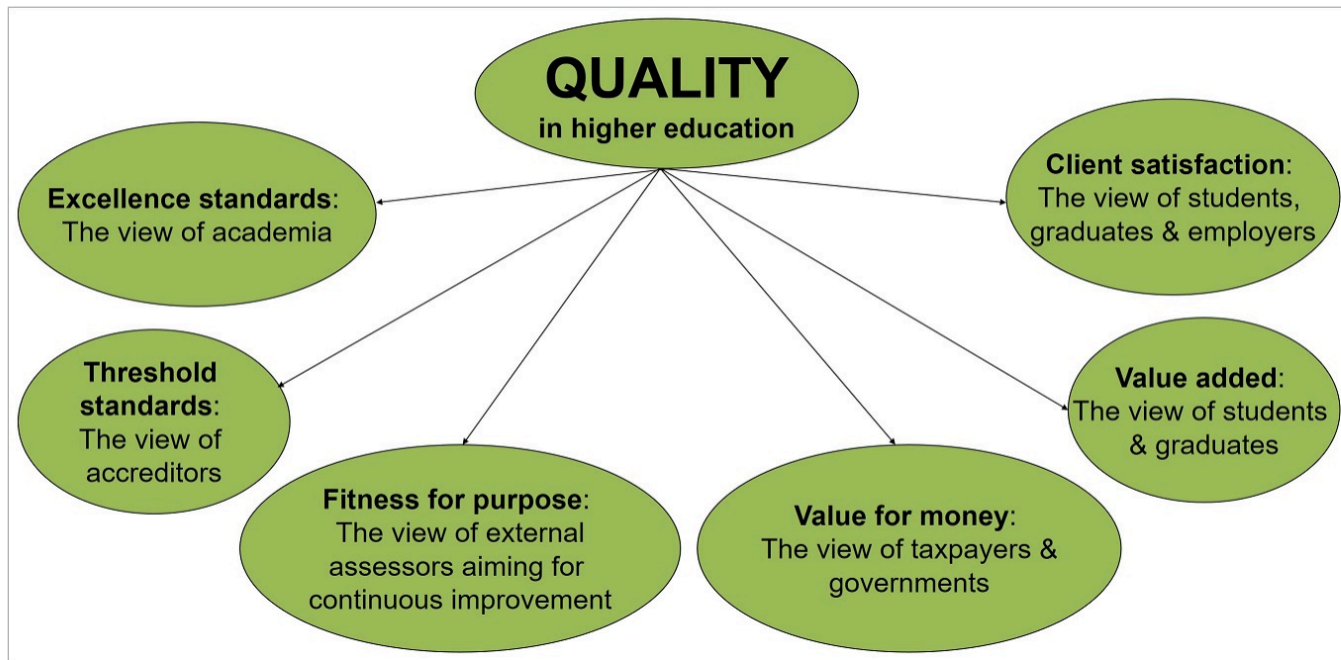 QUALITY
in higher education
Excellence standards:
The view of academia
Client satisfaction:
The view of students,
graduates & employers
Threshold
standards:
The view of
accreditors
Value added:
The view of students
& graduates
Fitness for purpose:
The view of external
assessors aiming for
continuous improvement
Value for money:
The view of taxpayers &
governments